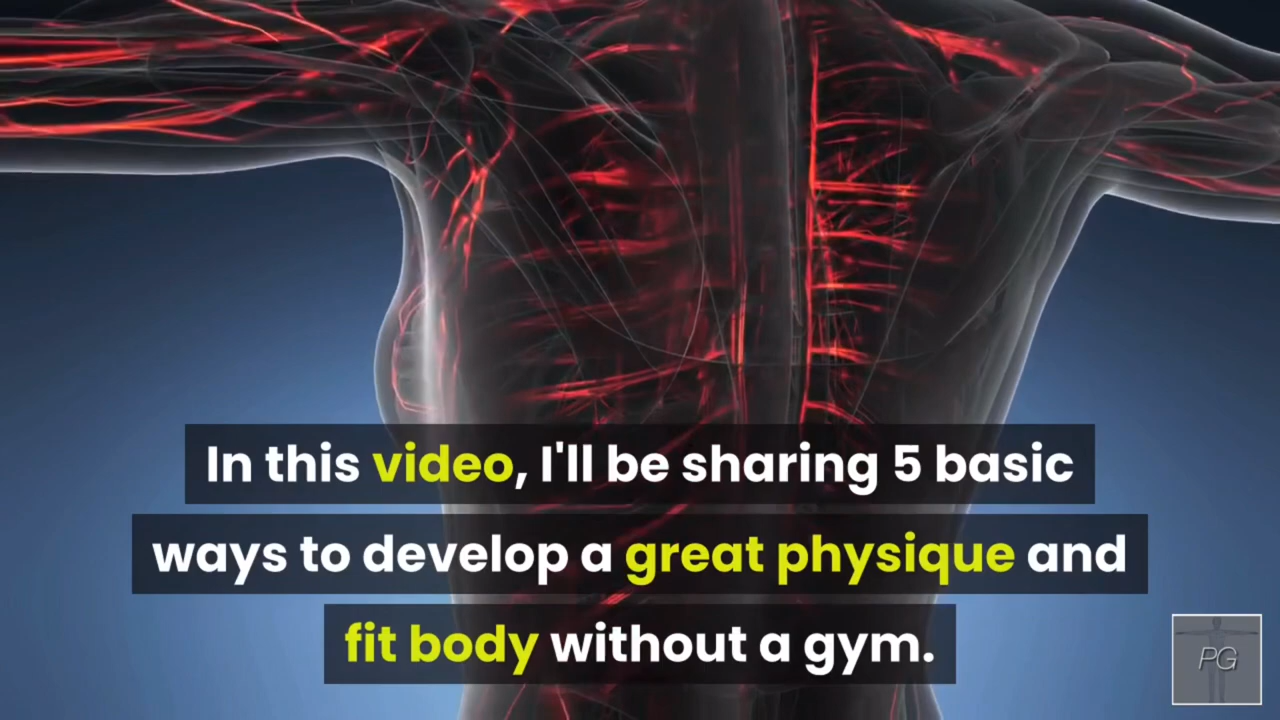 In this video, I'll be sharing 5 basic
ways to develop a great physique and
fit body without a gym.
PG